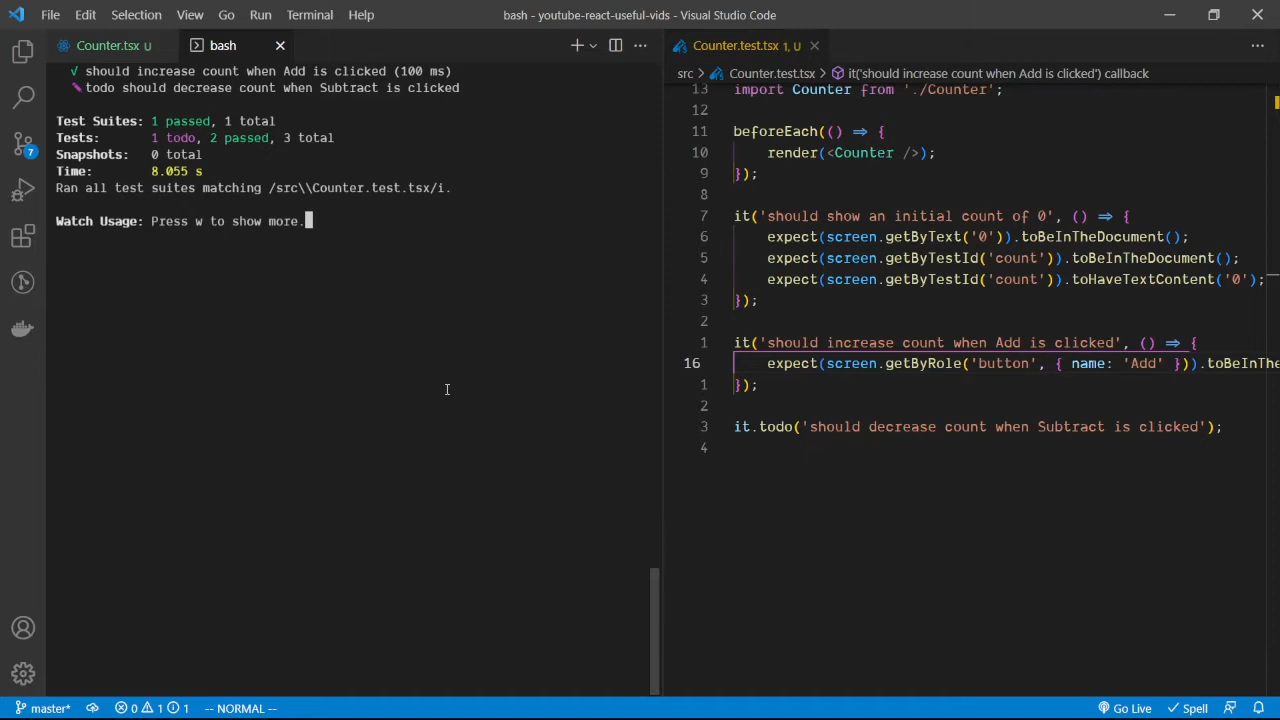 File Edit Selection View Go Run Terminal Help
bash - youtube-react-useful-vids - Visual Studio Code
Counter.tsx U
bash
Counter.test.tsx 1, U
src › Counter.test.tsx › it('should increase count when Add is clicked') callback
√ should increase count when Add is clicked (100 ms)
✎ todo should decrease count when Subtract is clicked
Test Suites: 1 passed, 1 total
Tests: 1 todo, 2 passed, 3 total
Snapshots: 0 total
Time: 8.055 s
Ran all test suites matching /src\\Counter.test.tsx/i.
Watch Usage: Press w to show more.
13 import Counter from './Counter';
12
11 beforeEach(() => {
10 render(<Counter />);
9 });
8
7 it('should show an initial count of 0', () => {
6 expect(screen.getByText('0')).toBeInTheDocument();
5 expect(screen.getByTestId('count')).toBeInTheDocument();
4 expect(screen.getByTestId('count')).toHaveTextContent('0');
3 });
2
1 it('should increase count when Add is clicked', () => {
16 expect(screen.getByRole('button', { name: 'Add' })).toBeInThe
1 });
2
3 it.todo('should decrease count when Subtract is clicked');
4
7
master* 0 1 1 -- NORMAL -- Go Live Spell